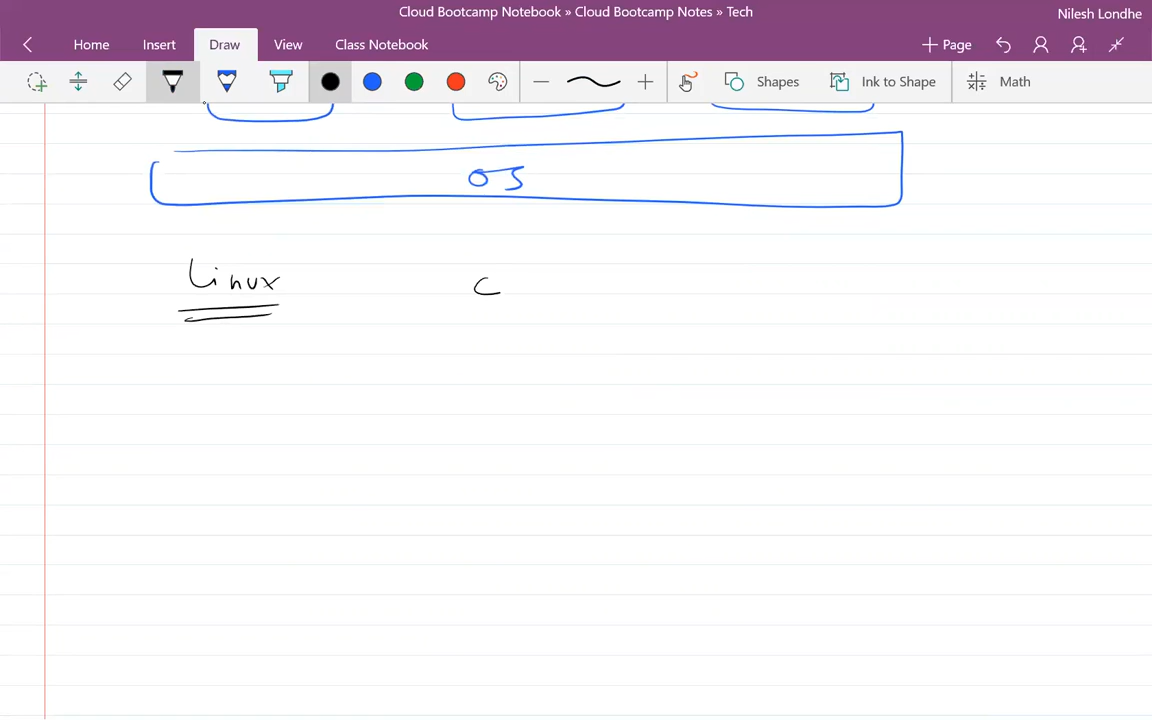 Cloud Bootcamp Notebook » Cloud Bootcamp Notes » Tech
Nilesh Londhe
Home Insert Draw View Class Notebook Page
Shapes Ink to Shape Math
OS
Linux C